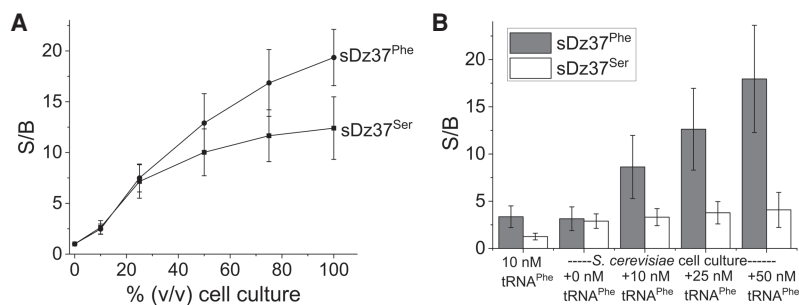 A
S/B
20
15
10
5
0
0 20 40 60 80 100
% (v/v) cell culture
sDz37Phe
sDz37Ser
B
S/B
20
15
10
5
0
sDz37Phe
sDz37Ser
10 nM
tRNAPhe
-----S. cerevisiae cell culture------
+0 nM +10 nM +25 nM +50 nM
tRNAPhe tRNAPhe tRNAPhe tRNAPhe